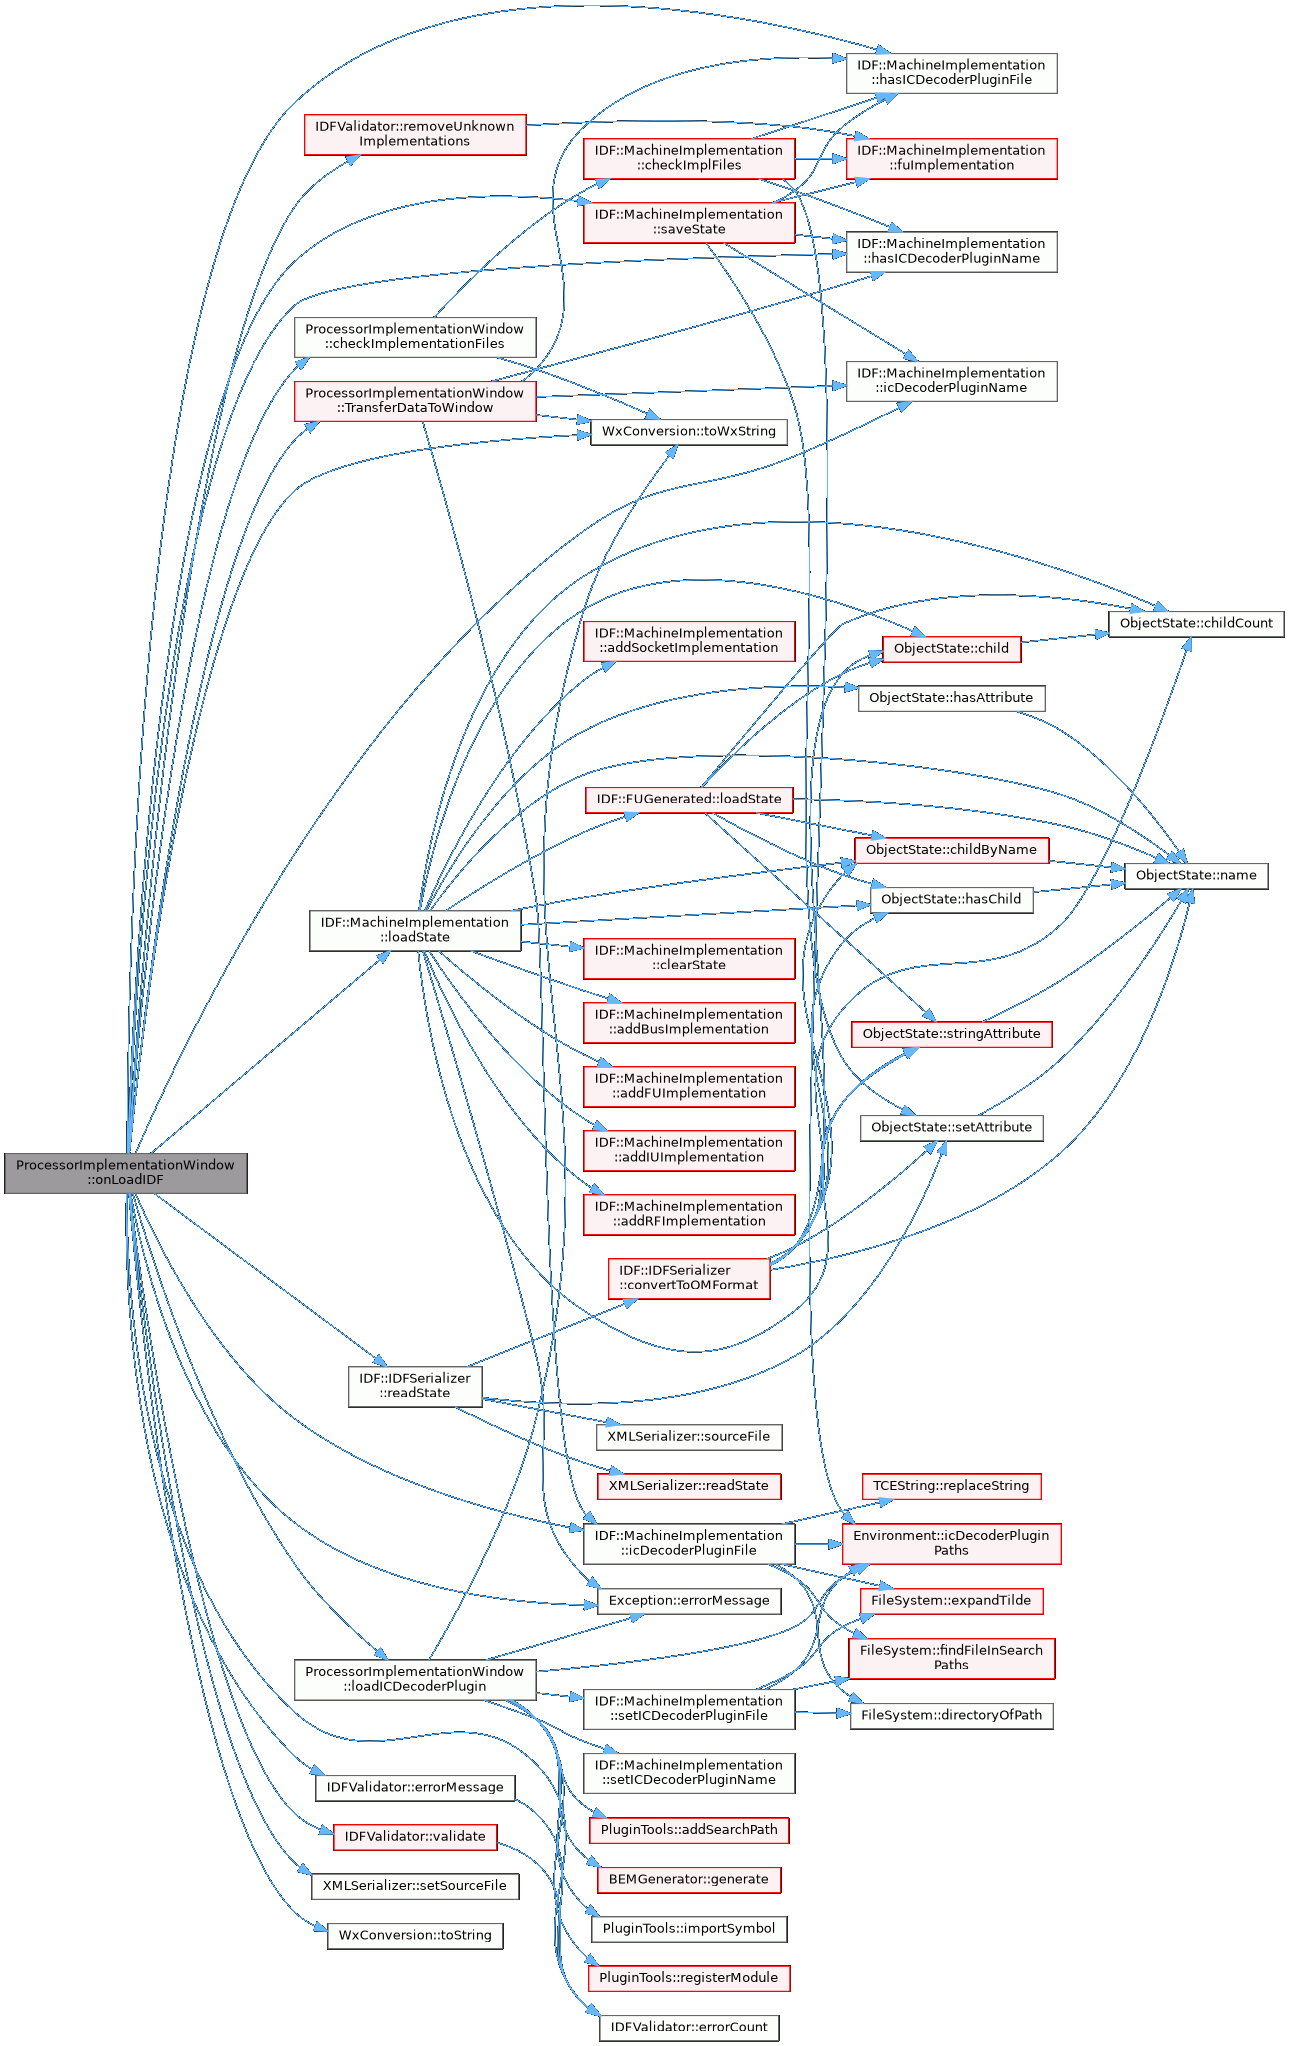 IDF::MachineImplementation
::hasICDecoderPluginFile
IDFValidator::removeUnknown
Implementations
IDF::MachineImplementation
::checkImplFiles
IDF::MachineImplementation
::fuImplementation
IDF::MachineImplementation
::saveState
IDF::MachineImplementation
::hasICDecoderPluginName
ProcessorImplementationWindow
::checkImplementationFiles
IDF::MachineImplementation
::icDecoderPluginName
ProcessorImplementationWindow
::TransferDataToWindow
WxConversion::toWxString
ObjectState::childCount
IDF::MachineImplementation
::addSocketImplementation
ObjectState::child
ObjectState::hasAttribute
IDF::FUGenerated::loadState
ObjectState::childByName
ObjectState::name
ObjectState::hasChild
IDF::MachineImplementation
::loadState
IDF::MachineImplementation
::clearState
IDF::MachineImplementation
::addBusImplementation
ObjectState::stringAttribute
IDF::MachineImplementation
::addFUImplementation
ObjectState::setAttribute
IDF::MachineImplementation
::addIUImplementation
ProcessorImplementationWindow
::onLoadIDF
IDF::MachineImplementation
::addRFImplementation
IDF::IDFSerializer
::convertToOMFormat
IDF::IDFSerializer
::readState
XMLSerializer::sourceFile
XMLSerializer::readState
TCEString::replaceString
IDF::MachineImplementation
::icDecoderPluginFile
Environment::icDecoderPlugin
Paths
Exception::errorMessage
FileSystem::expandTilde
FileSystem::findFileInSearch
Paths
ProcessorImplementationWindow
::loadICDecoderPlugin
IDF::MachineImplementation
::setICDecoderPluginFile
FileSystem::directoryOfPath
IDF::MachineImplementation
::setICDecoderPluginName
IDFValidator::errorMessage
PluginTools::addSearchPath
IDFValidator::validate
BEMGenerator::generate
XMLSerializer::setSourceFile
PluginTools::importSymbol
WxConversion::toString
PluginTools::registerModule
IDFValidator::errorCount